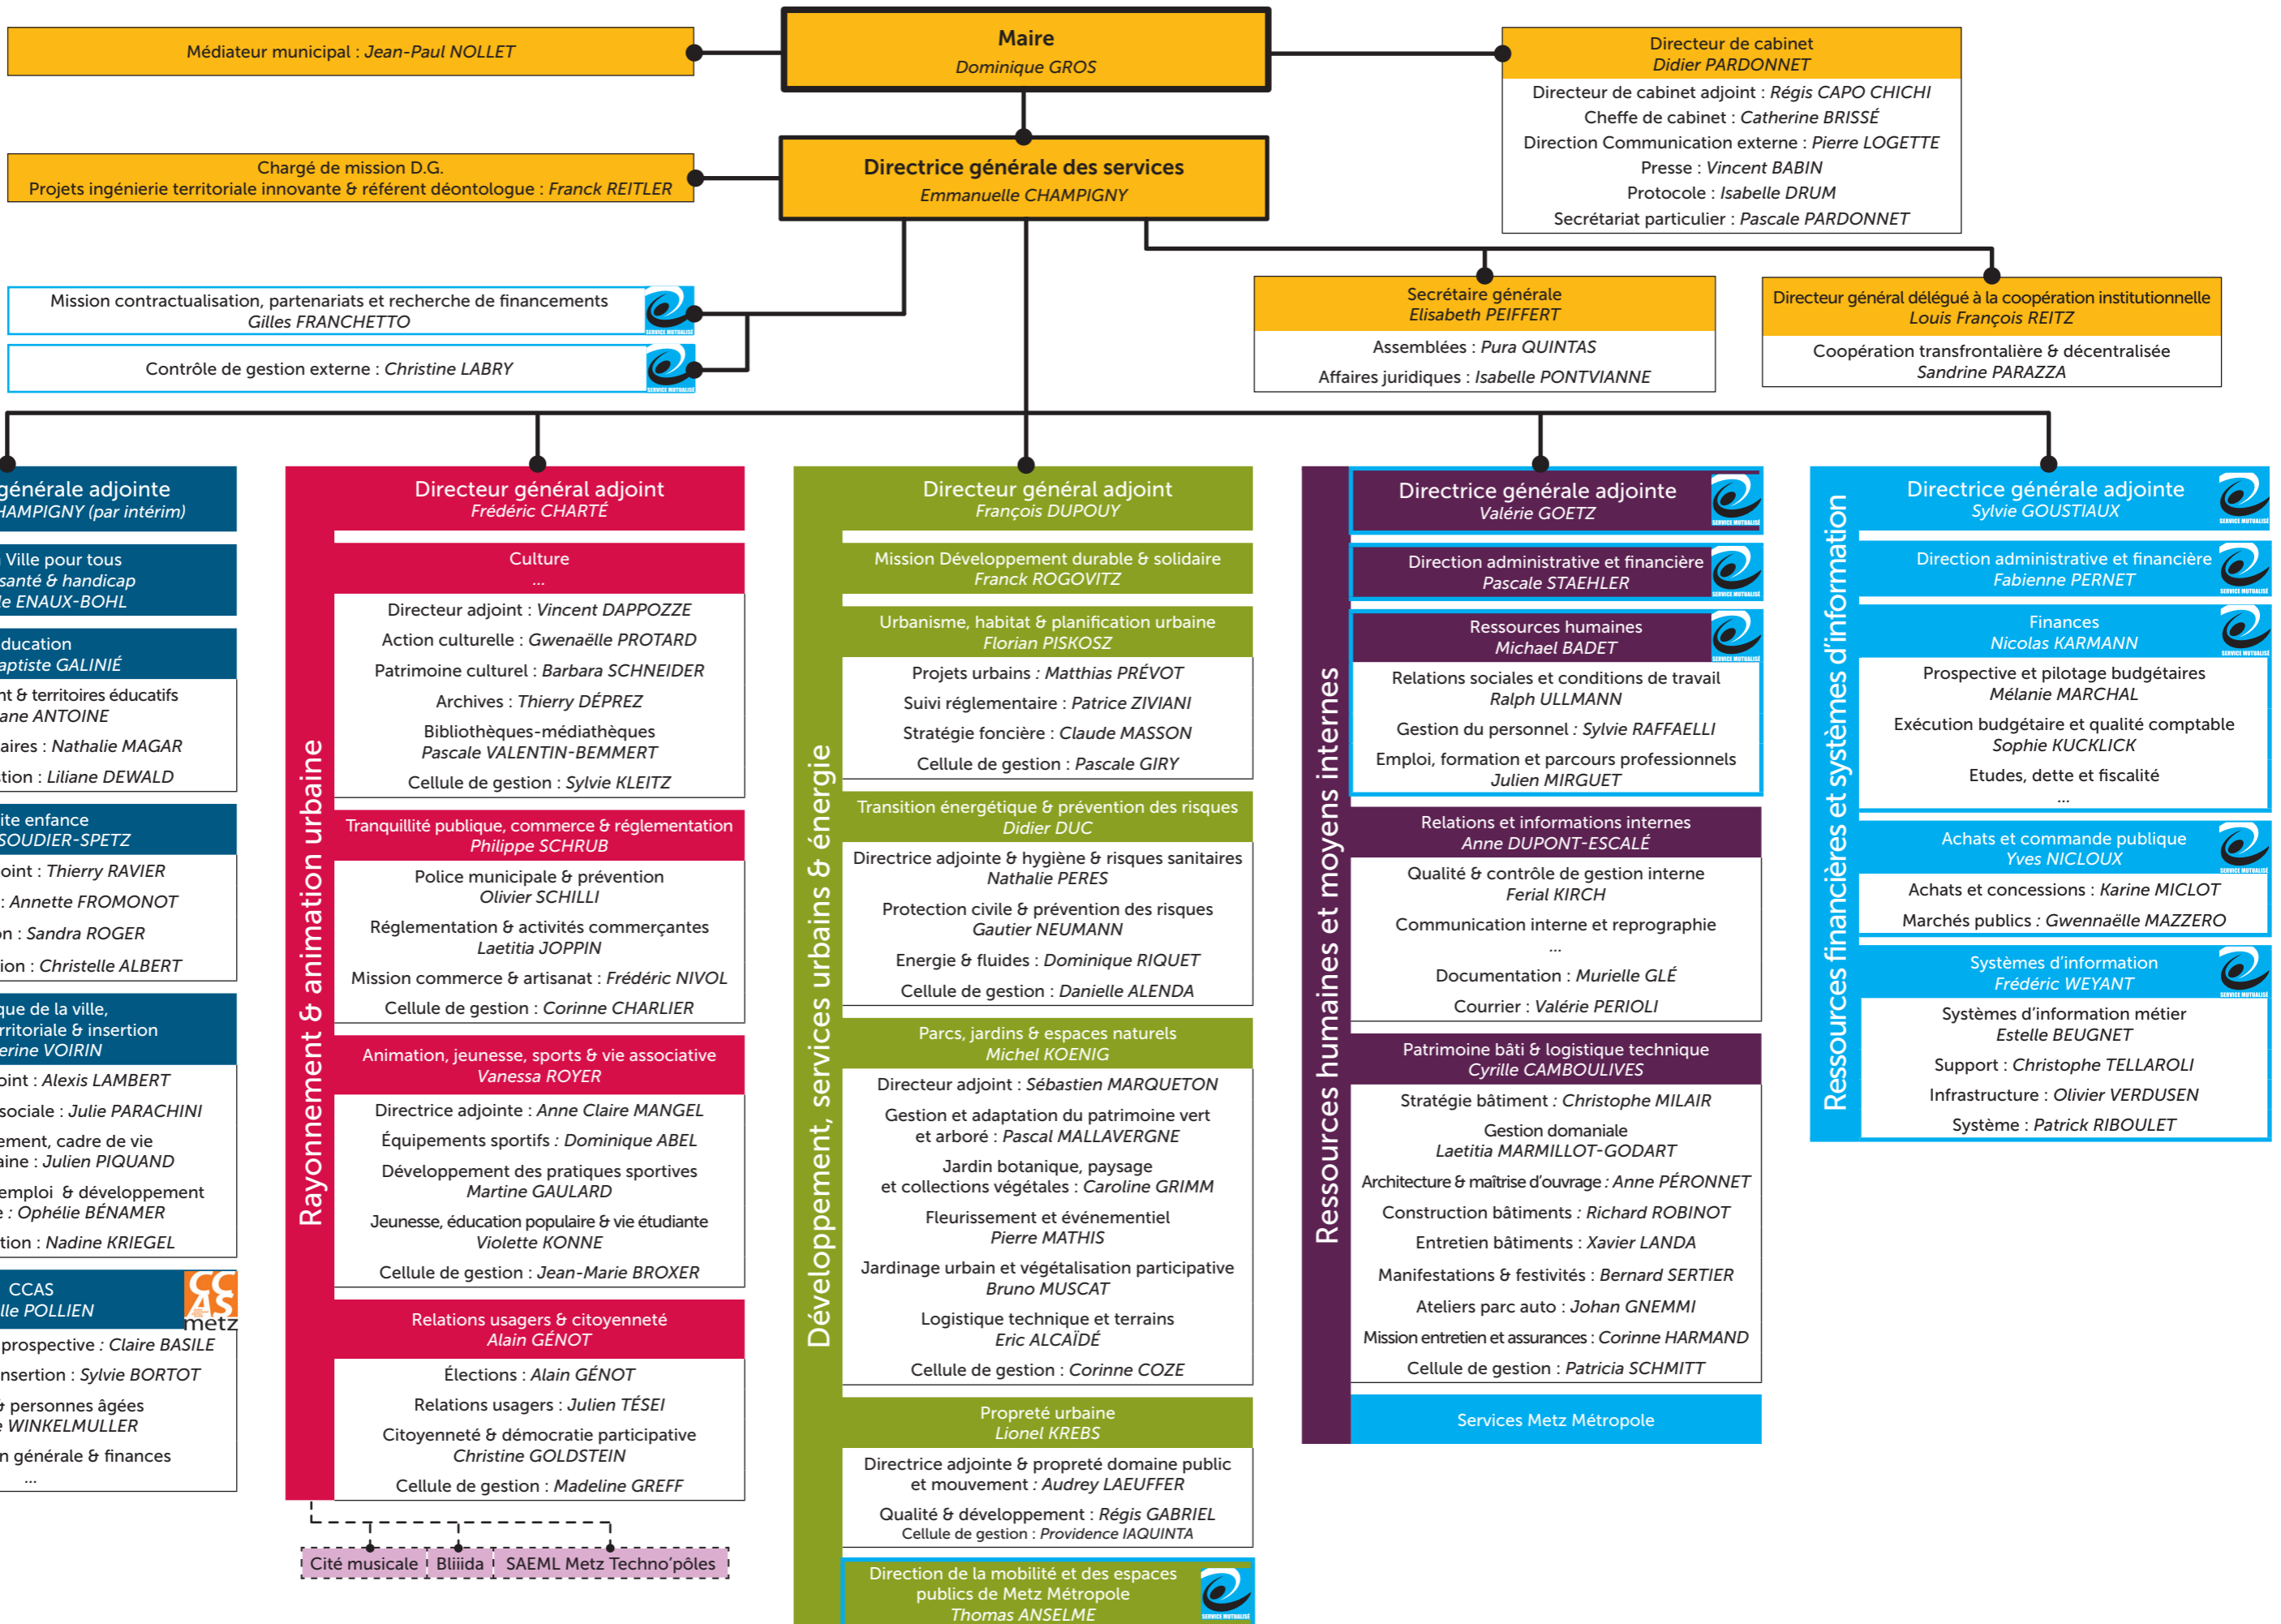 Médiateur municipal : Jean-Paul NOLLET
Maire
Dominique GROS
Directeur de cabinet
Didier PARDONNET
Directeur de cabinet adjoint : Régis CAPO CHICHI
Cheffe de cabinet : Catherine BRISSÉ
Direction Communication externe : Pierre LOGETTE
Presse : Vincent BABIN
Protocole : Isabelle DRUM
Secrétariat particulier : Pascale PARDONNET
Chargé de mission D.G.
Projets ingénierie territoriale innovante & référent déontologue : Franck REITLER
Directrice générale des services
Emmanuelle CHAMPIGNY
Mission contractualisation, partenariats et recherche de financements
Gilles FRANCHETTO
SERVICE MUTUALISÉ
Contrôle de gestion externe : Christine LABRY
SERVICE MUTUALISÉ
Secrétaire générale
Elisabeth PEIFFERT
Assemblées : Pura QUINTAS
Affaires juridiques : Isabelle PONTVIANNE
Directeur général délégué à la coopération institutionnelle
Louis François REITZ
Coopération transfrontalière & décentralisée
Sandrine PARAZZA
générale adjointe
HAMPIGNY (par intérim)
Ville pour tous
santé & handicap
le ENAUX-BOHL
ducation
aptiste GALINIÉ
nt & territoires éducatifs
ane ANTOINE
aires : Nathalie MAGAR
stion : Liliane DEWALD
ite enfance
SOUDIER-SPETZ
oint : Thierry RAVIER
: Annette FROMONOT
on : Sandra ROGER
ion : Christelle ALBERT
que de la ville,
rritoriale & insertion
erine VOIRIN
oint : Alexis LAMBERT
sociale : Julie PARACHINI
ement, cadre de vie
aine : Julien PIQUAND
emploi & développement
e : Ophélie BÉNAMER
tion : Nadine KRIEGEL
CCAS
lle POLLIEN
CCAS
metz
prospective : Claire BASILE
nsertion : Sylvie BORTOT
& personnes âgées
e WINKELMULLER
n générale & finances
...
Rayonnement & animation urbaine
Directeur général adjoint
Frédéric CHARTÉ
Culture
...
Directeur adjoint : Vincent DAPPOZZE
Action culturelle : Gwenaëlle PROTARD
Patrimoine culturel : Barbara SCHNEIDER
Archives : Thierry DÉPREZ
Bibliothèques-médiathèques
Pascale VALENTIN-BEMMERT
Cellule de gestion : Sylvie KLEITZ
Tranquillité publique, commerce & réglementation
Philippe SCHRUB
Police municipale & prévention
Olivier SCHILLI
Réglementation & activités commerçantes
Laetitia JOPPIN
Mission commerce & artisanat : Frédéric NIVOL
Cellule de gestion : Corinne CHARLIER
Animation, jeunesse, sports & vie associative
Vanessa ROYER
Directrice adjointe : Anne Claire MANGEL
Équipements sportifs : Dominique ABEL
Développement des pratiques sportives
Martine GAULARD
Jeunesse, éducation populaire & vie étudiante
Violette KONNE
Cellule de gestion : Jean-Marie BROXER
Relations usagers & citoyenneté
Alain GÉNOT
Élections : Alain GÉNOT
Relations usagers : Julien TÉSEI
Citoyenneté & démocratie participative
Christine GOLDSTEIN
Cellule de gestion : Madeline GREFF
Cité musicale
Bliiida
SAEML Metz Techno'pôles
Développement, services urbains & énergie
Directeur général adjoint
François DUPOUY
Mission Développement durable & solidaire
Franck ROGOVITZ
Urbanisme, habitat & planification urbaine
Florian PISKOSZ
Projets urbains : Matthias PRÉVOT
Suivi réglementaire : Patrice ZIVIANI
Stratégie foncière : Claude MASSON
Cellule de gestion : Pascale GIRY
Transition énergétique & prévention des risques
Didier DUC
Directrice adjointe & hygiène & risques sanitaires
Nathalie PERES
Protection civile & prévention des risques
Gautier NEUMANN
Energie & fluides : Dominique RIQUET
Cellule de gestion : Danielle ALENDA
Parcs, jardins & espaces naturels
Michel KOENIG
Directeur adjoint : Sébastien MARQUETON
Gestion et adaptation du patrimoine vert
et arboré : Pascal MALLAVERGNE
Jardin botanique, paysage
et collections végétales : Caroline GRIMM
Fleurissement et événementiel
Pierre MATHIS
Jardinage urbain et végétalisation participative
Bruno MUSCAT
Logistique technique et terrains
Eric ALCAÏDÉ
Cellule de gestion : Corinne COZE
Propreté urbaine
Lionel KREBS
Directrice adjointe & propreté domaine public
et mouvement : Audrey LAEUFFER
Qualité & développement : Régis GABRIEL
Cellule de gestion : Providence IAQUINTA
Direction de la mobilité et des espaces
publics de Metz Métropole
Thomas ANSELME
SERVICE MUTUALISÉ
Ressources humaines et moyens internes
Directrice générale adjointe
Valérie GOETZ
SERVICE MUTUALISÉ
Direction administrative et financière
Pascale STAEHLER
SERVICE MUTUALISÉ
Ressources humaines
Michael BADET
SERVICE MUTUALISÉ
Relations sociales et conditions de travail
Ralph ULLMANN
Gestion du personnel : Sylvie RAFFAELLI
Emploi, formation et parcours professionnels
Julien MIRGUET
Relations et informations internes
Anne DUPONT-ESCALÉ
Qualité & contrôle de gestion interne
Ferial KIRCH
Communication interne et reprographie
...
Documentation : Murielle GLÉ
Courrier : Valérie PERIOLI
Patrimoine bâti & logistique technique
Cyrille CAMBOULIVES
Stratégie bâtiment : Christophe MILAIR
Gestion domaniale
Laetitia MARMILLOT-GODART
Architecture & maîtrise d'ouvrage : Anne PÉRONNET
Construction bâtiments : Richard ROBINOT
Entretien bâtiments : Xavier LANDA
Manifestations & festivités : Bernard SERTIER
Ateliers parc auto : Johan GNEMMI
Mission entretien et assurances : Corinne HARMAND
Cellule de gestion : Patricia SCHMITT
Services Metz Métropole
Ressources financières et systèmes d'information
Directrice générale adjointe
Sylvie GOUSTIAUX
SERVICE MUTUALISÉ
Direction administrative et financière
Fabienne PERNET
SERVICE MUTUALISÉ
Finances
Nicolas KARMANN
SERVICE MUTUALISÉ
Prospective et pilotage budgétaires
Mélanie MARCHAL
Exécution budgétaire et qualité comptable
Sophie KUCKLICK
Etudes, dette et fiscalité
...
Achats et commande publique
Yves NICLOUX
SERVICE MUTUALISÉ
Achats et concessions : Karine MICLOT
Marchés publics : Gwennaëlle MAZZERO
Systèmes d'information
Frédéric WEYANT
SERVICE MUTUALISÉ
Systèmes d'information métier
Estelle BEUGNET
Support : Christophe TELLAROLI
Infrastructure : Olivier VERDUSEN
Système : Patrick RIBOULET